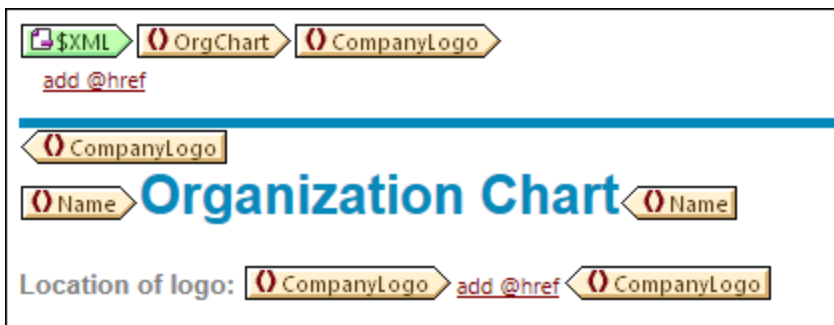 $XML () OrgChart () CompanyLogo
add @href
() CompanyLogo
() Name Organization Chart () Name
Location of logo: () CompanyLogo add @href () CompanyLogo